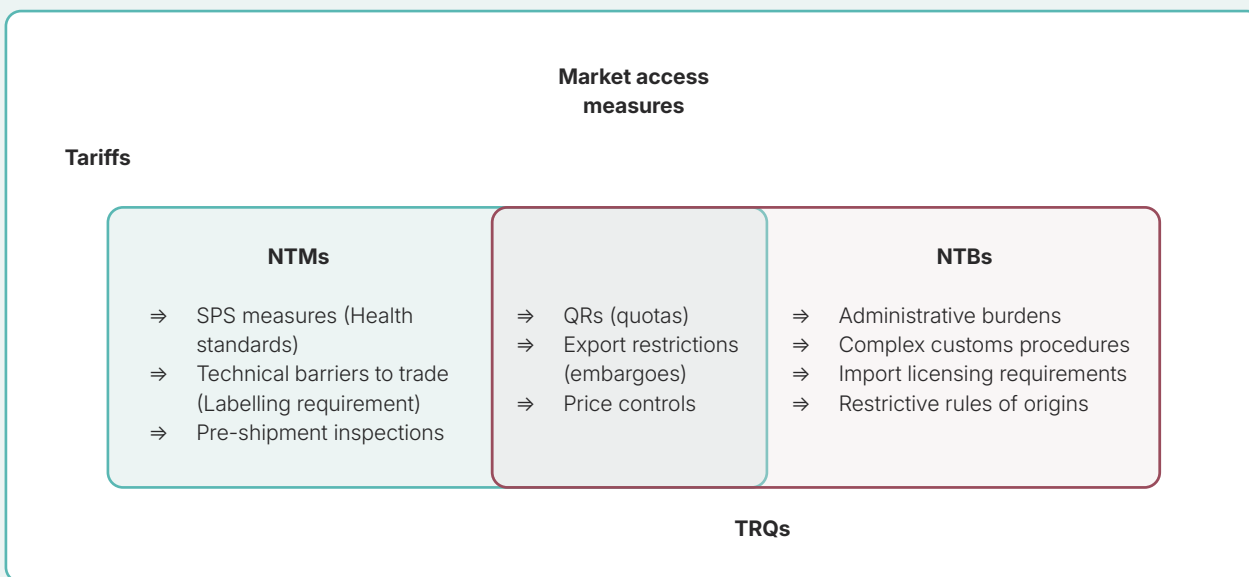 Market access
measures
Tariffs
NTMs
⇒ SPS measures (Health
standards)
⇒ Technical barriers to trade
(Labelling requirement)
⇒ Pre-shipment inspections
⇒ QRs (quotas)
⇒ Export restrictions
(embargoes)
⇒ Price controls
NTBs
⇒ Administrative burdens
⇒ Complex customs procedures
⇒ Import licensing requirements
⇒ Restrictive rules of origins
TRQs